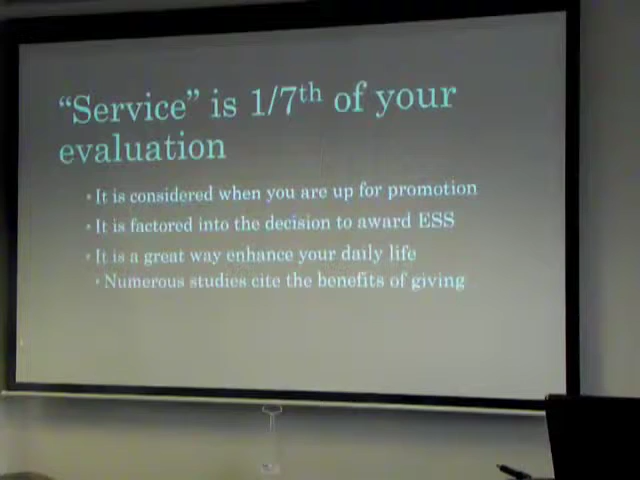 “Service” is 1/7th of your
evaluation
• It is considered when you are up for promotion
• It is factored into the decision to award ESS
• It is a great way enhance your daily life
• Numerous studies cite the benefits of giving